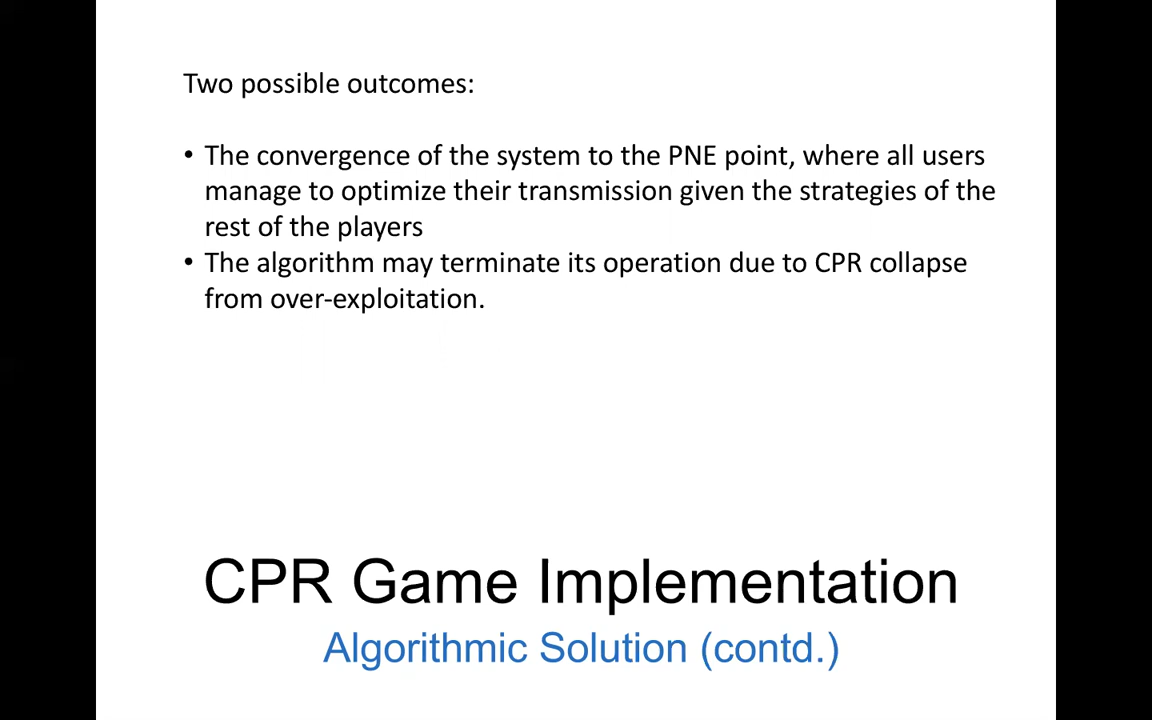 Two possible outcomes:
• The convergence of the system to the PNE point, where all users
manage to optimize their transmission given the strategies of the
rest of the players
• The algorithm may terminate its operation due to CPR collapse
from over-exploitation.
CPR Game Implementation
Algorithmic Solution (contd.)